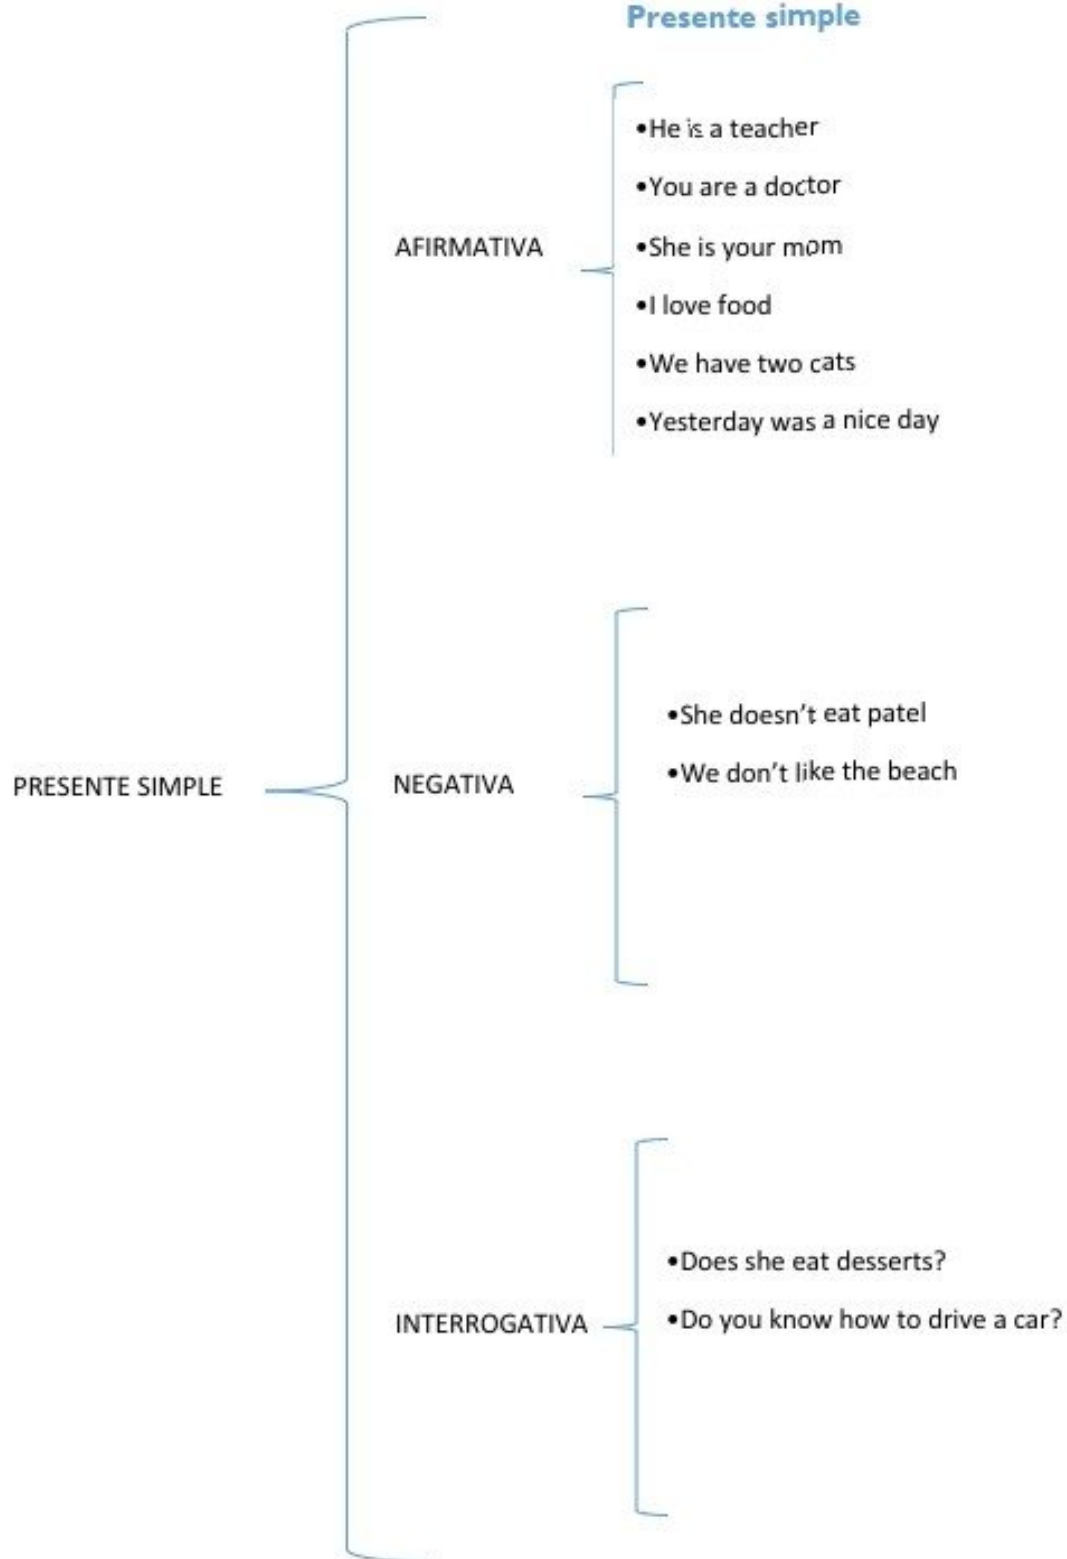 Presente simple
•He is a teacher
•You are a doctor
AFIRMATIVA
•She is your mom
•I love food
•We have two cats
•Yesterday was a nice day
•She doesn't eat patel
•We don't like the beach
PRESENTE SIMPLE
NEGATIVA
•Does she eat desserts?
•Do you know how to drive a car?
INTERROGATIVA